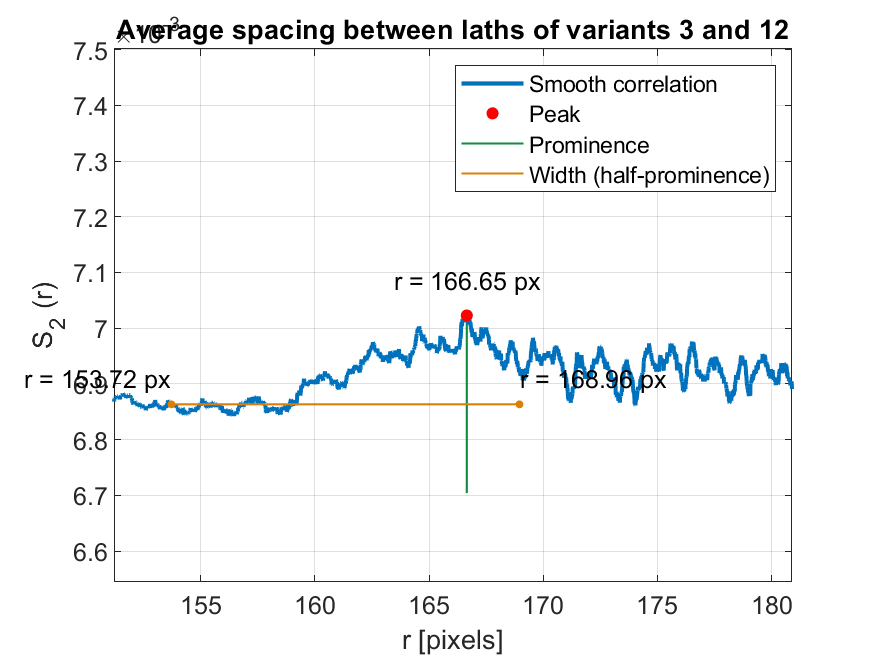 Average spacing between laths of variants 3 and 12
×10-3
7.5
7.4
7.3
7.2
7.1
7
6.9
6.8
6.7
6.6
S2 (r)
Smooth correlation
Peak
Prominence
Width (half-prominence)
r = 166.65 px
r = 153.72 px
r = 168.96 px
155 160 165 170 175 180
r [pixels]